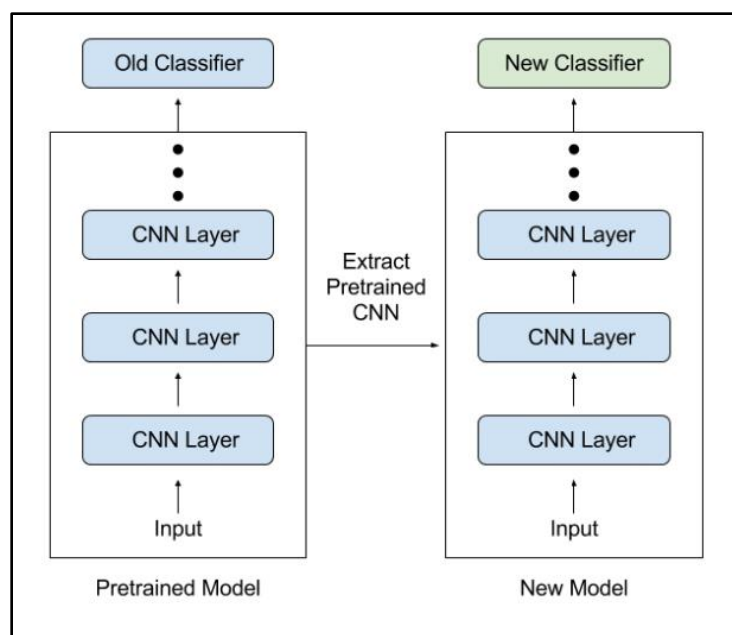 Old Classifier
CNN Layer
CNN Layer
CNN Layer
Input
Pretrained Model
Extract
Pretrained
CNN
New Classifier
CNN Layer
CNN Layer
CNN Layer
Input
New Model